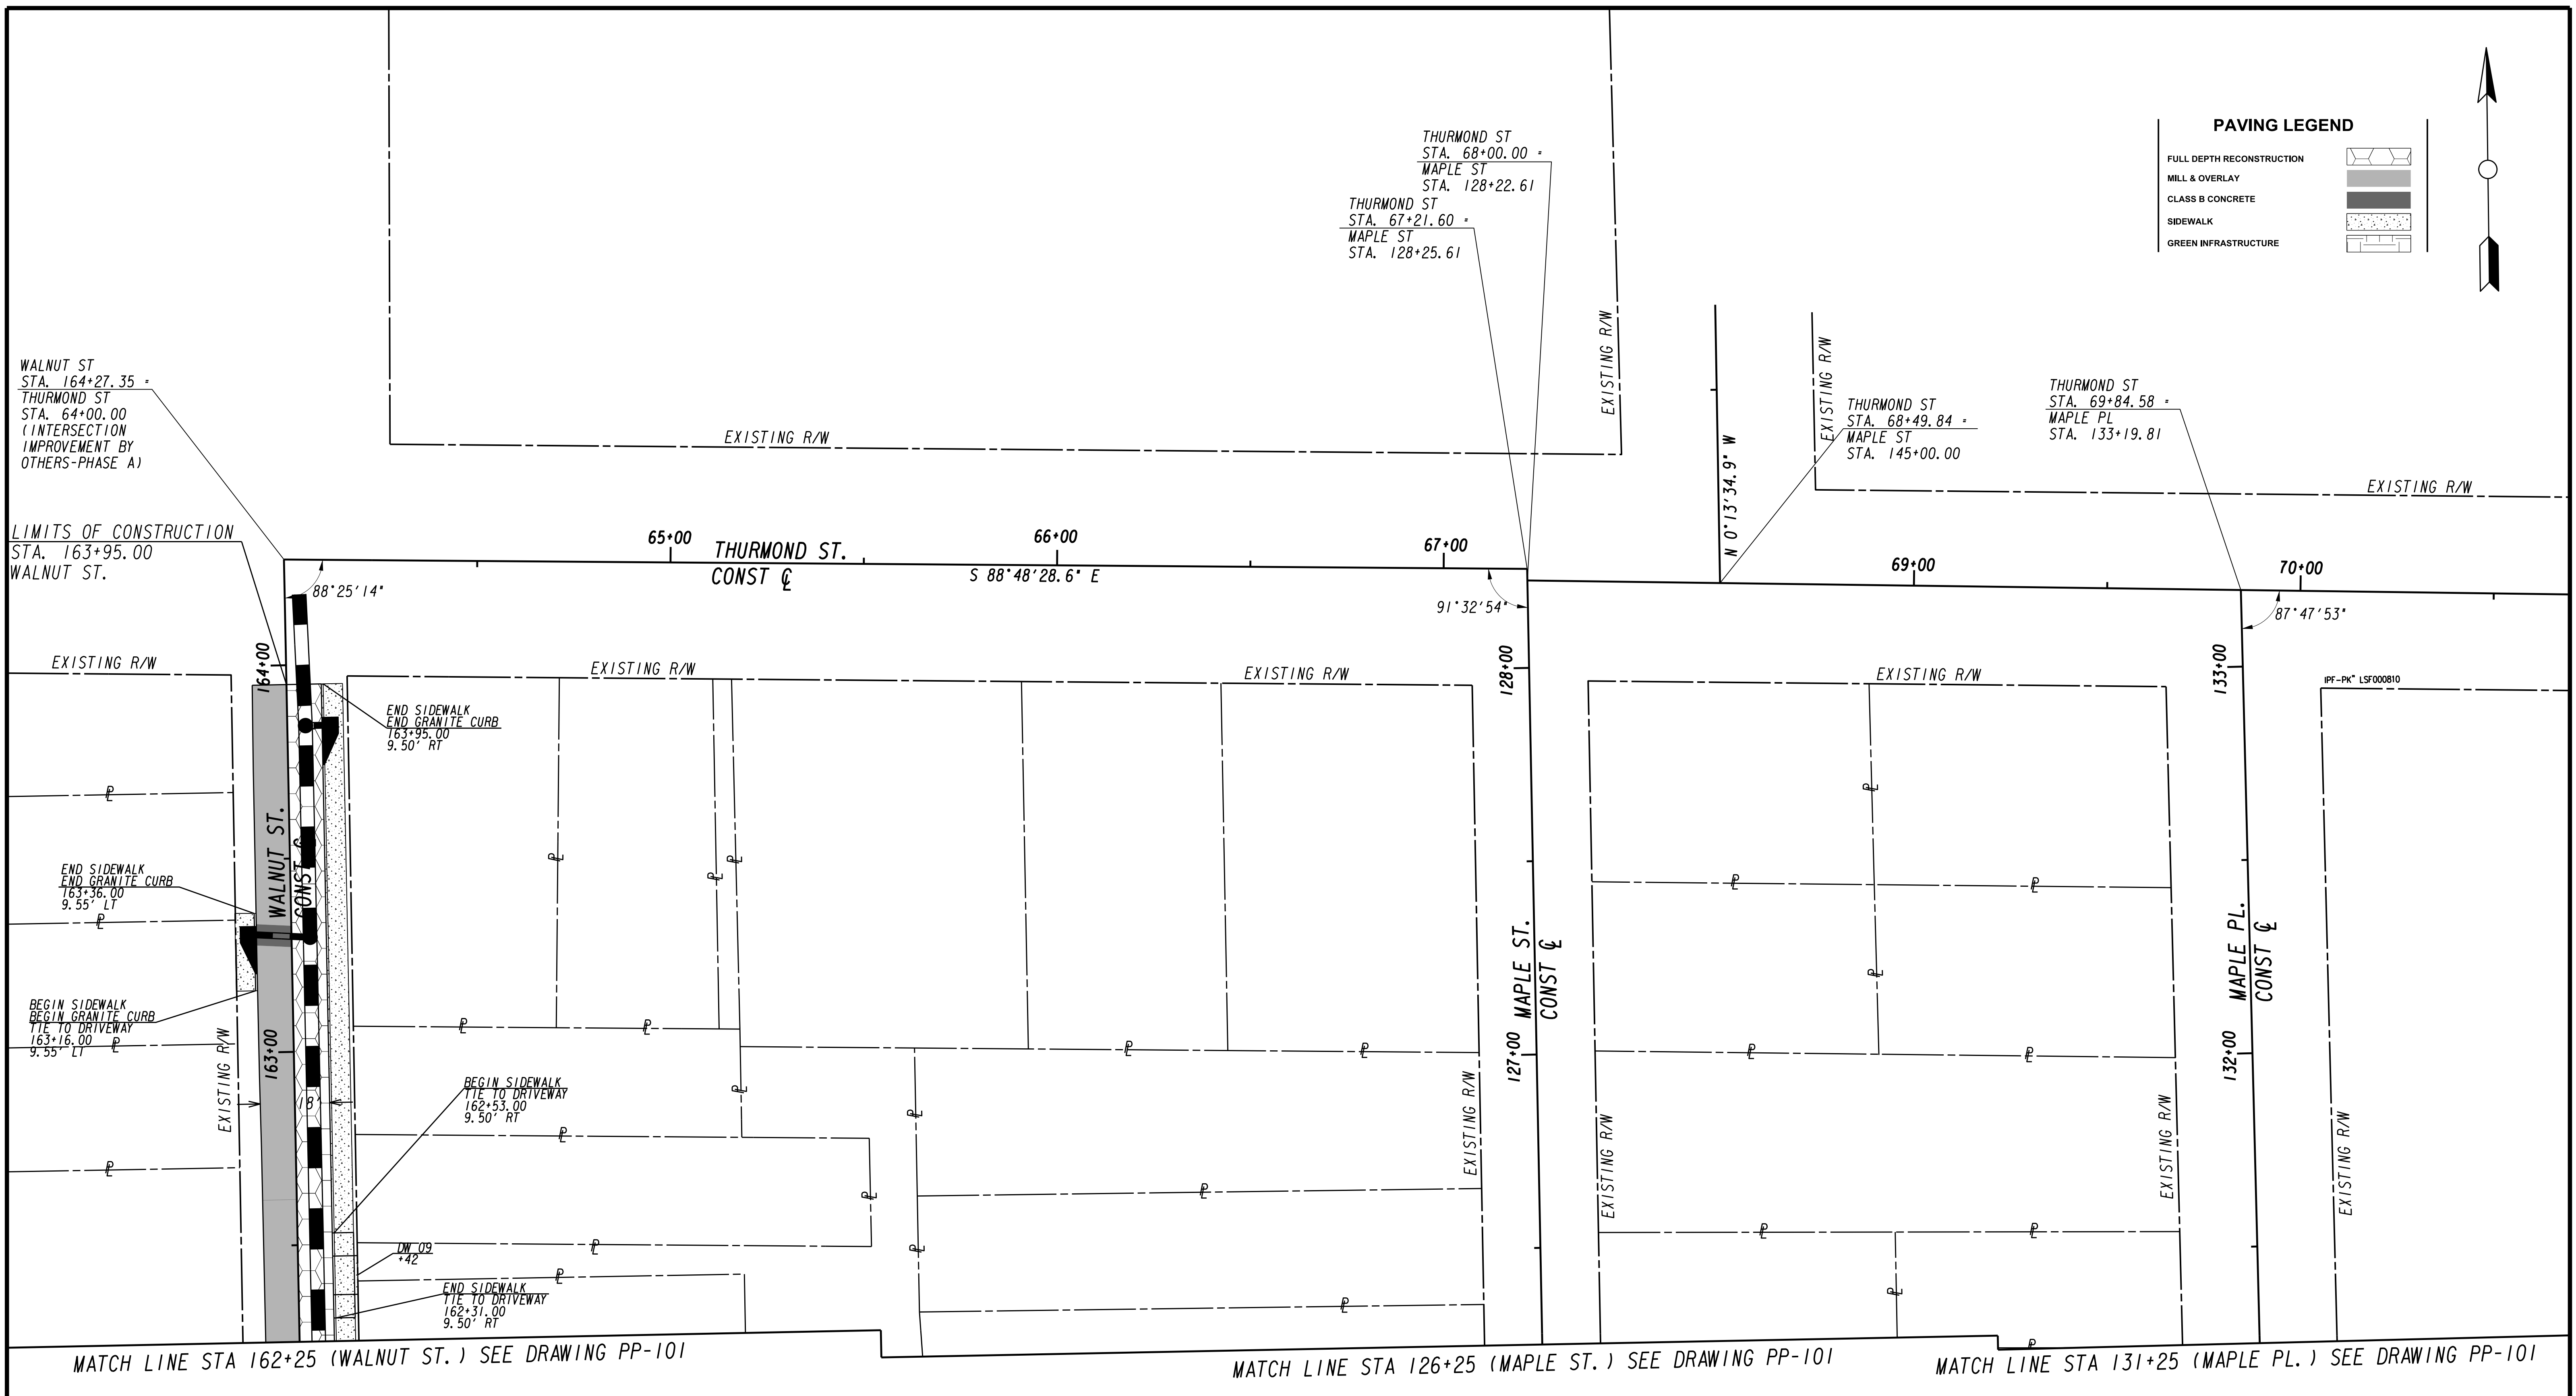 THURMOND ST
STA. 68+00.00 =
MAPLE ST
STA. 128+22.61
THURMOND ST
STA. 67+21.60 =
MAPLE ST
STA. 128+25.61
PAVING LEGEND
FULL DEPTH RECONSTRUCTION
MILL & OVERLAY
CLASS B CONCRETE
SIDEWALK
GREEN INFRASTRUCTURE
WALNUT ST
STA. 164+27.35 =
THURMOND ST
STA. 64+00.00
(INTERSECTION
IMPROVEMENT BY
OTHERS-PHASE A)
EXISTING R/W
EXISTING R/W
EXISTING R/W
THURMOND ST
STA. 68+49.84 =
MAPLE ST
STA. 145+00.00
THURMOND ST
STA. 69+84.58 =
MAPLE PL
STA. 133+19.81
N 0°13'34.9" W
EXISTING R/W
LIMITS OF CONSTRUCTION
STA. 163+95.00
WALNUT ST.
65+00
THURMOND ST.
CONST ℄
66+00
S 88°48'28.6" E
67+00
69+00
70+00
88°25'14"
91°32'54"
87°47'53"
EXISTING R/W
164+00
EXISTING R/W
EXISTING R/W
128+00
EXISTING R/W
133+00
IPF-PK" LSF000810
END SIDEWALK
END GRANITE CURB
163+95.00
9.50' RT
℄
WALNUT ST.
CONST ℄
END SIDEWALK
END GRANITE CURB
163+36.00
9.55' LT
BEGIN SIDEWALK
BEGIN GRANITE CURB
TIE TO DRIVEWAY
163+16.00
9.55' LT
EXISTING R/W
163+00
18'
BEGIN SIDEWALK
TIE TO DRIVEWAY
162+53.00
9.50' RT
DW 09
+42
END SIDEWALK
TIE TO DRIVEWAY
162+31.00
9.50' RT
EXISTING R/W
127+00
MAPLE ST.
CONST ℄
EXISTING R/W
EXISTING R/W
132+00
MAPLE PL.
CONST ℄
EXISTING R/W
MATCH LINE STA 162+25 (WALNUT ST.) SEE DRAWING PP-101
MATCH LINE STA 126+25 (MAPLE ST.) SEE DRAWING PP-101
MATCH LINE STA 131+25 (MAPLE PL.) SEE DRAWING PP-101